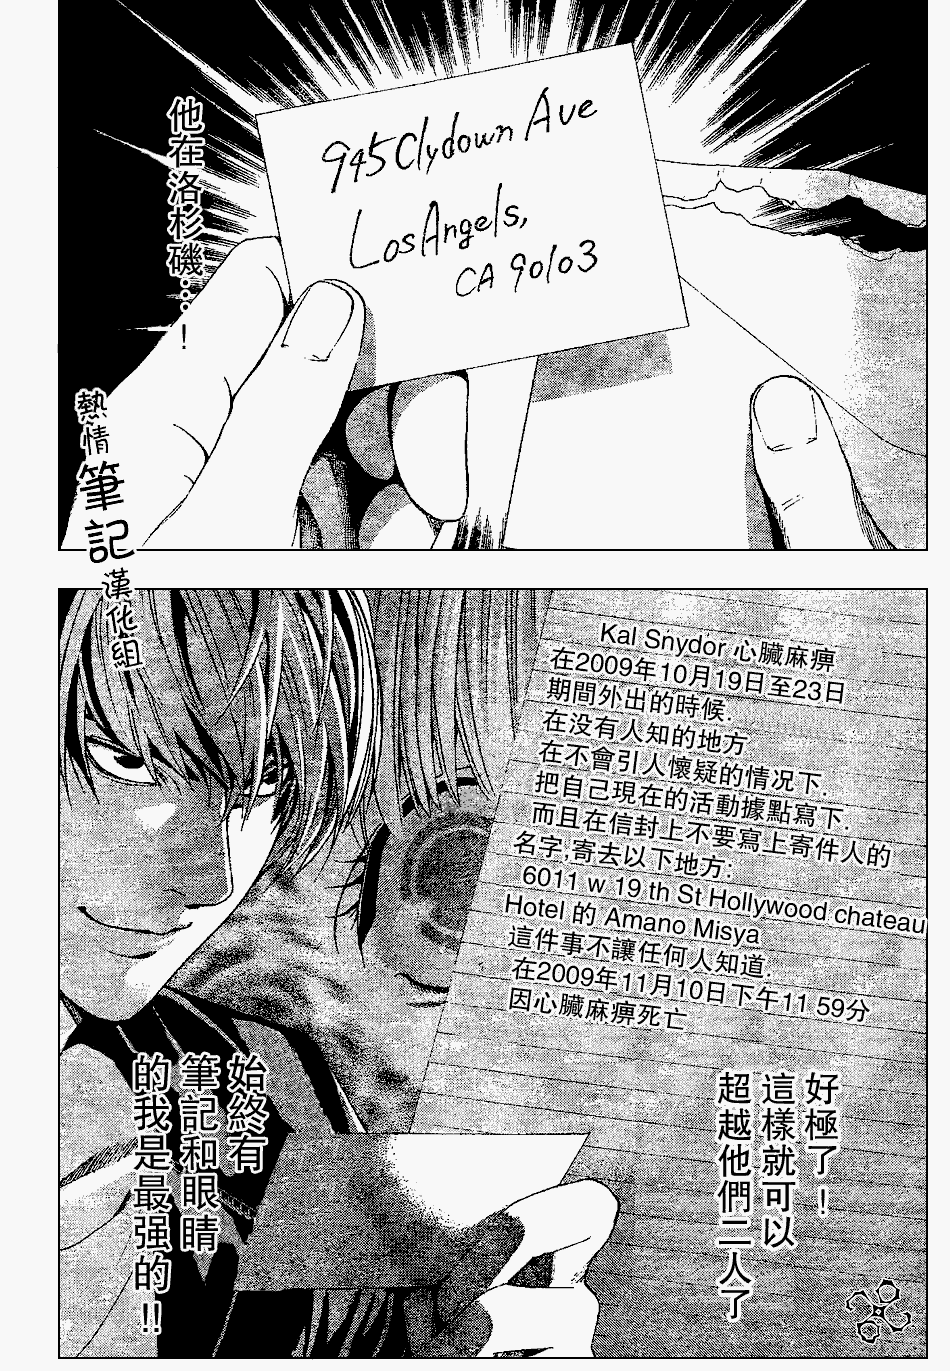 945 Clydown Ave
Los Angels,
CA 90103
他在洛杉磯…!
熱情筆記漢化組
Kal Snydor 心臟麻痹
在2009年10月19日至23日
期間外出的時候.
在没有人知的地方
在不會引人懷疑的情况下.
把自己現在的活動據點寫下.
而且在信封上不要寫上寄件人的
名字,寄去以下地方:
6011 w 19 th St Hollywood chateau
Hotel 的 Amano Misya
這件事不讓任何人知道.
在2009年11月10日下午11 59分
因心臟麻痹死亡
好極了!
這樣就可以
超越他們二人了
始終有
筆記和眼睛
的我是最强的!!